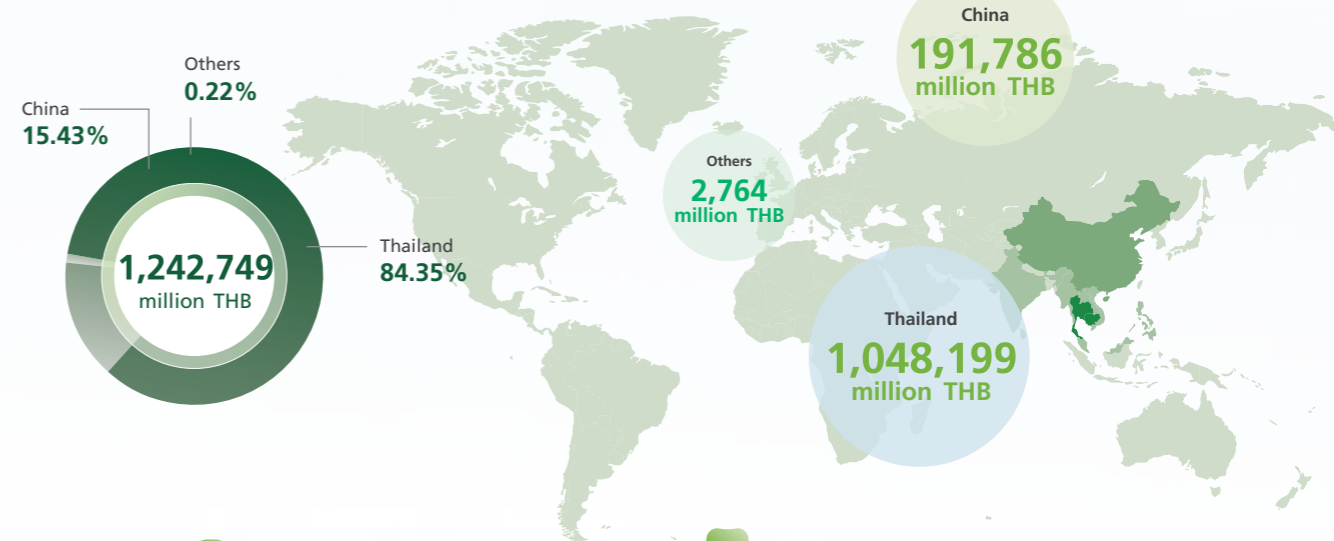 China
191,786
million THB
Others
0.22%
China
15.43%
Others
2,764
million THB
Thailand
84.35%
1,242,749
million THB
Thailand
1,048,199
million THB